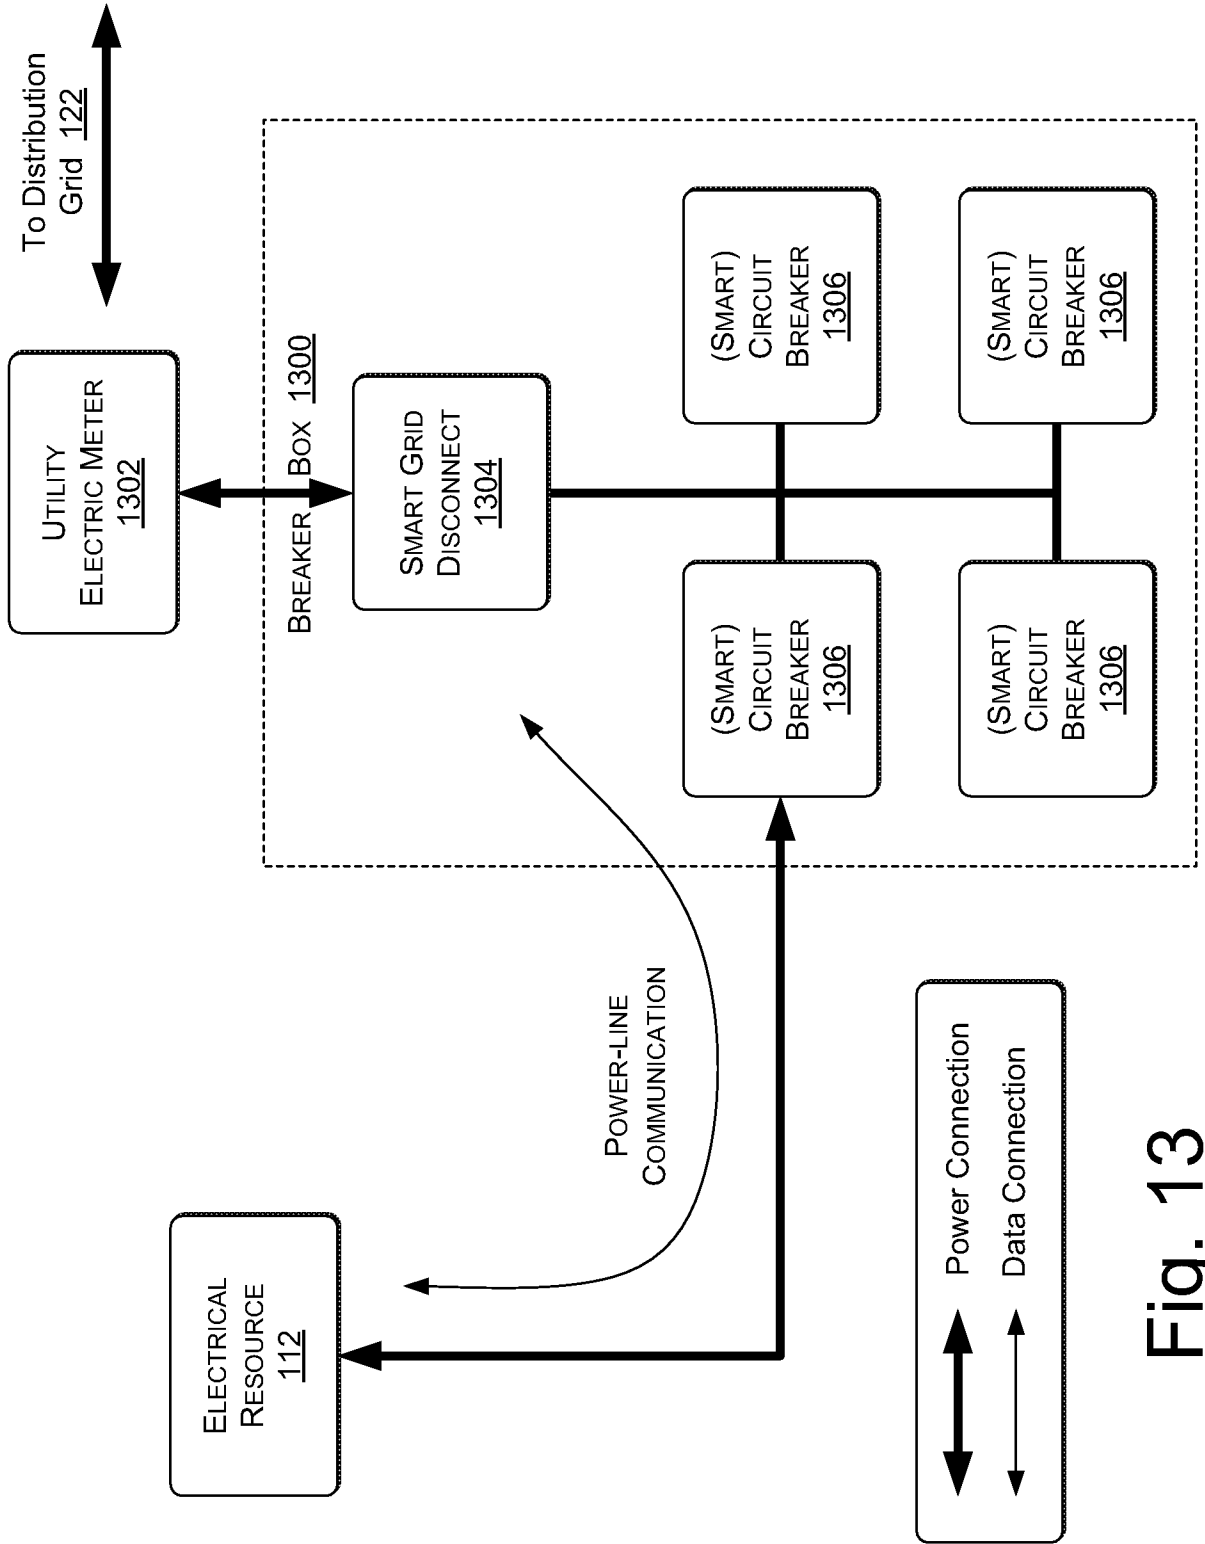 To Distribution
Grid 122
UTILITY
ELECTRIC METER
1302
BREAKER BOX 1300
SMART GRID
DISCONNECT
1304
(SMART)
CIRCUIT
BREAKER
1306
(SMART)
CIRCUIT
BREAKER
1306
(SMART)
CIRCUIT
BREAKER
1306
(SMART)
CIRCUIT
BREAKER
1306
ELECTRICAL
RESOURCE
112
POWER-LINE
COMMUNICATION
Power Connection
Data Connection
Fig. 13